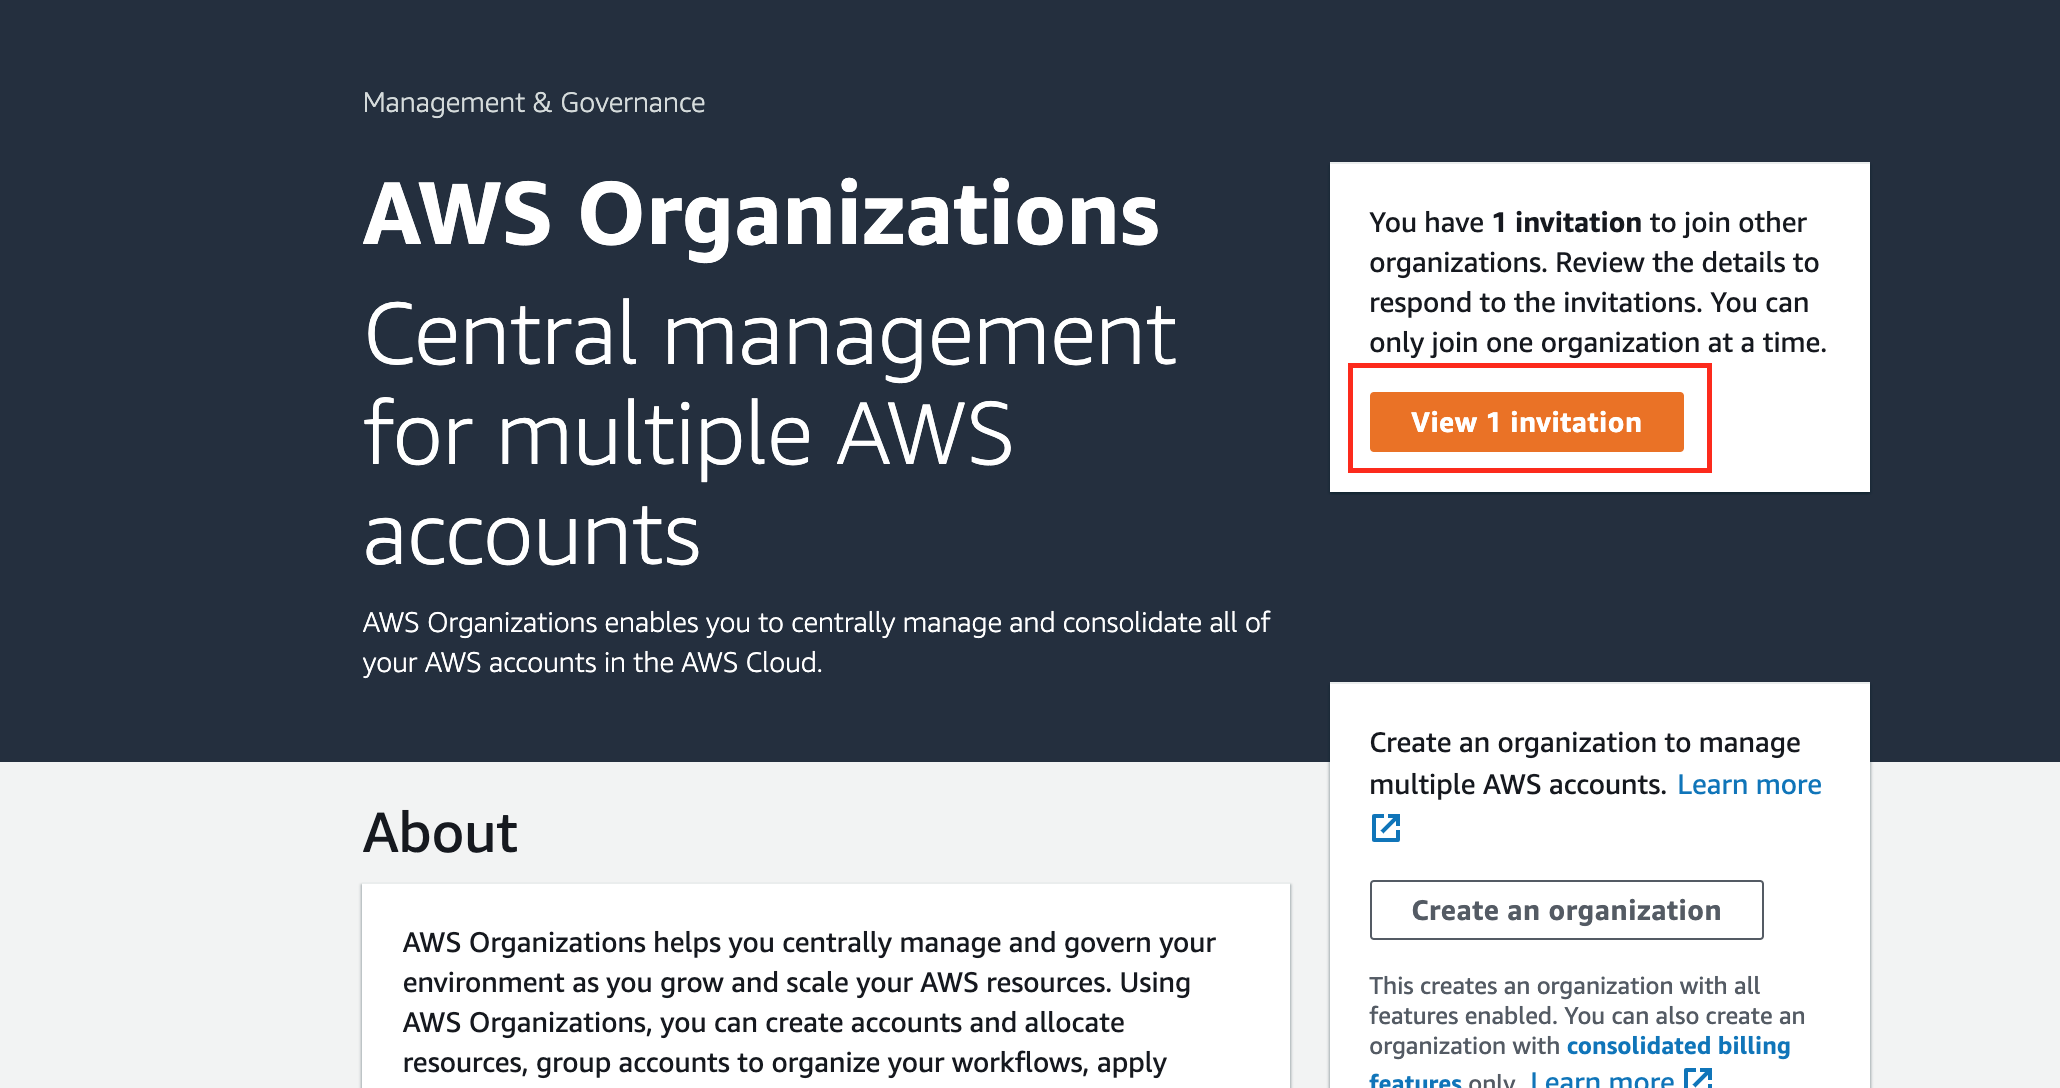 Management & Governance
AWS Organizations
Central management
for multiple AWS
accounts
AWS Organizations enables you to centrally manage and consolidate all of
your AWS accounts in the AWS Cloud.
You have 1 invitation to join other
organizations. Review the details to
respond to the invitations. You can
only join one organization at a time.
View 1 invitation
Create an organization to manage
multiple AWS accounts. Learn more
Create an organization
This creates an organization with all
features enabled. You can also create an
organization with consolidated billing
features only. Learn more
About
AWS Organizations helps you centrally manage and govern your
environment as you grow and scale your AWS resources. Using
AWS Organizations, you can create accounts and allocate
resources, group accounts to organize your workflows, apply